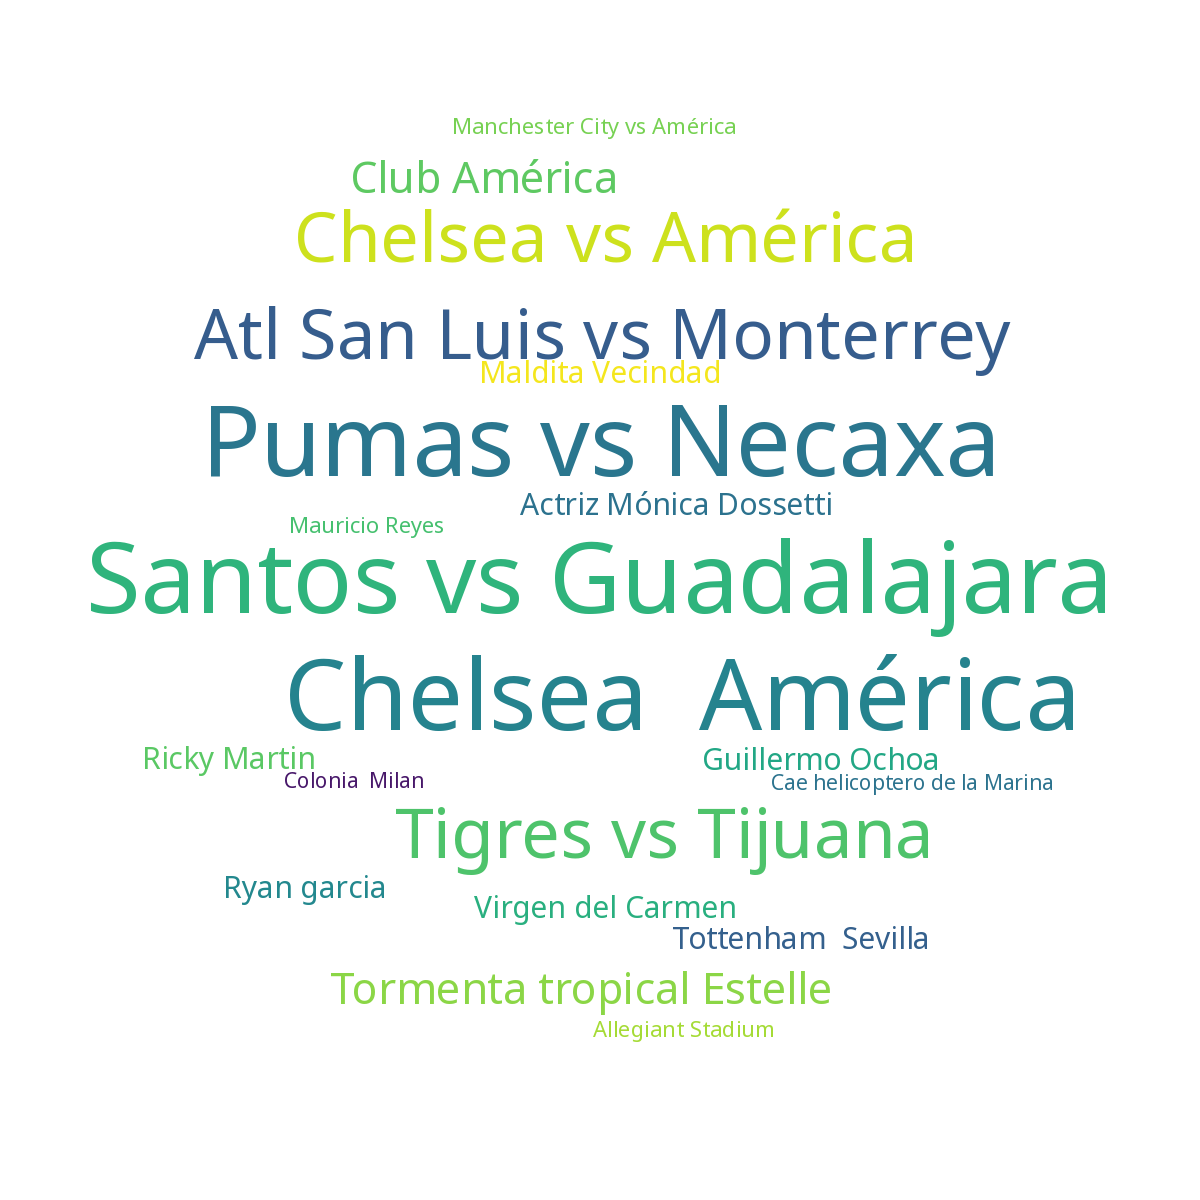 Manchester City vs América
Club América
Chelsea vs América
Atl San Luis vs Monterrey
Maldita Vecindad
Pumas vs Necaxa
Actriz Mónica Dossetti
Mauricio Reyes
Santos vs Guadalajara
Chelsea América
Ricky Martin
Guillermo Ochoa
Colonia Milan
Cae helicoptero de la Marina
Tigres vs Tijuana
Ryan garcia
Virgen del Carmen
Tottenham Sevilla
Tormenta tropical Estelle
Allegiant Stadium